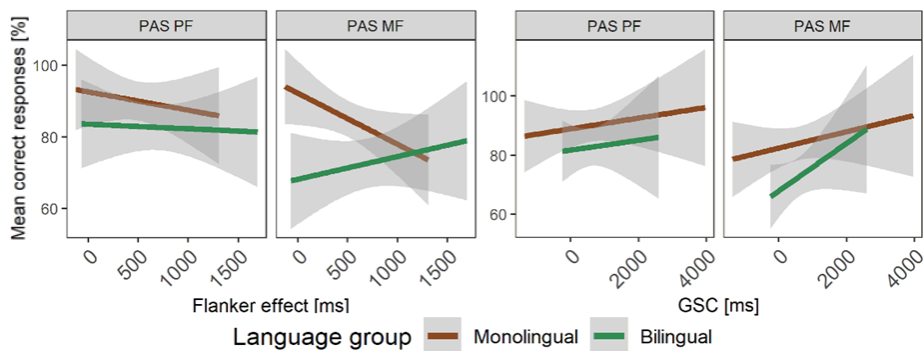 PAS PF PAS MF PAS PF PAS MF
Mean correct responses [%]
100
80
60
100
80
60
0 500 1000 1500 0 500 1000 1500 0 2000 4000 0 2000 4000
Flanker effect [ms] GSC [ms]
Language group Monolingual Bilingual